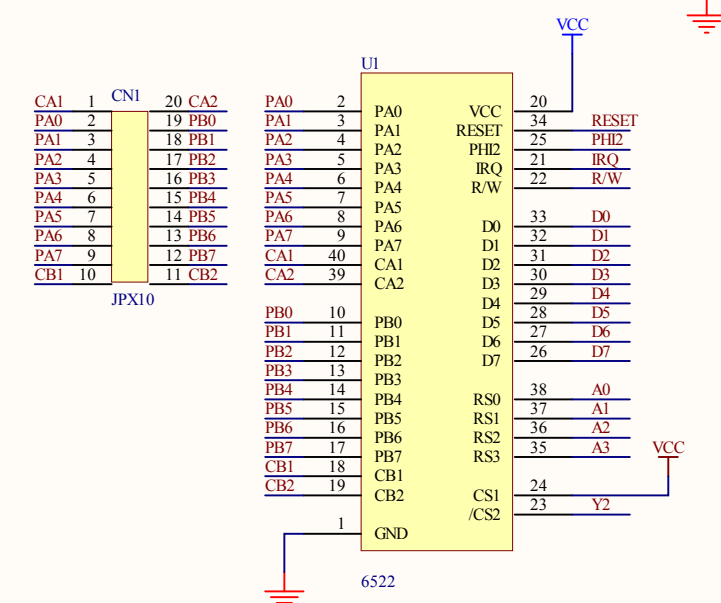 VCC
U1
CN1
CA1 1 20 CA2
PA0 2 19 PB0
PA1 3 18 PB1
PA2 4 17 PB2
PA3 5 16 PB3
PA4 6 15 PB4
PA5 7 14 PB5
PA6 8 13 PB6
PA7 9 12 PB7
CB1 10 11 CB2
JPX10
PA0 2 PA0 VCC 20
PA1 3 PA1 RESET 34 RESET
PA2 4 PA2 PHI2 25 PHI2
PA3 5 PA3 IRQ 21 IRQ
PA4 6 PA4 R/W 22 R/W
PA5 7 PA5
PA6 8 PA6 D0 33 D0
PA7 9 PA7 D1 32 D1
CA1 40 CA1 D2 31 D2
CA2 39 CA2 D3 30 D3
D4 29 D4
PB0 10 PB0 D5 28 D5
PB1 11 PB1 D6 27 D6
PB2 12 PB2 D7 26 D7
PB3 13 PB3
PB4 14 PB4 RS0 38 A0
PB5 15 PB5 RS1 37 A1
PB6 16 PB6 RS2 36 A2
PB7 17 PB7 RS3 35 A3 VCC
CB1 18 CB1
CB2 19 CB2 CS1 24
/CS2 23 Y2
1 GND
6522